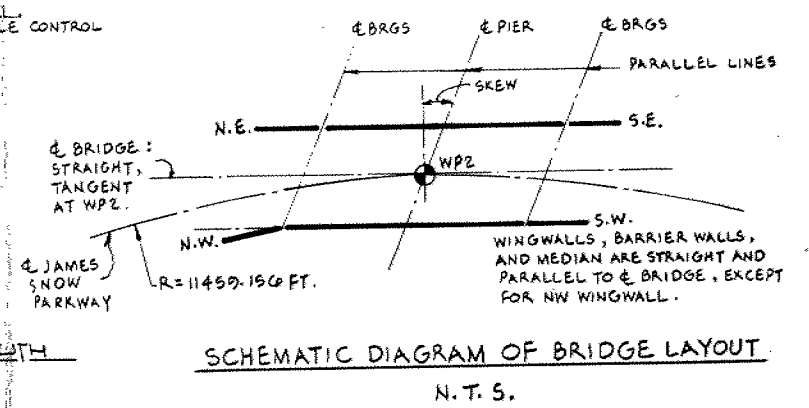 LE CONTROL
℄ BRGS
℄ PIER
℄ BRGS
PARALLEL LINES
SKEW
N.E.
S.E.
℄ BRIDGE :
STRAIGHT,
TANGENT
AT WP2.
WP2
N.W.
S.W.
℄ JAMES
SNOW
PARKWAY
R=11459.156 FT.
WINGWALLS, BARRIER WALLS,
AND MEDIAN ARE STRAIGHT AND
PARALLEL TO ℄ BRIDGE, EXCEPT
FOR NW WINGWALL.
SCHEMATIC DIAGRAM OF BRIDGE LAYOUT
N.T.S.